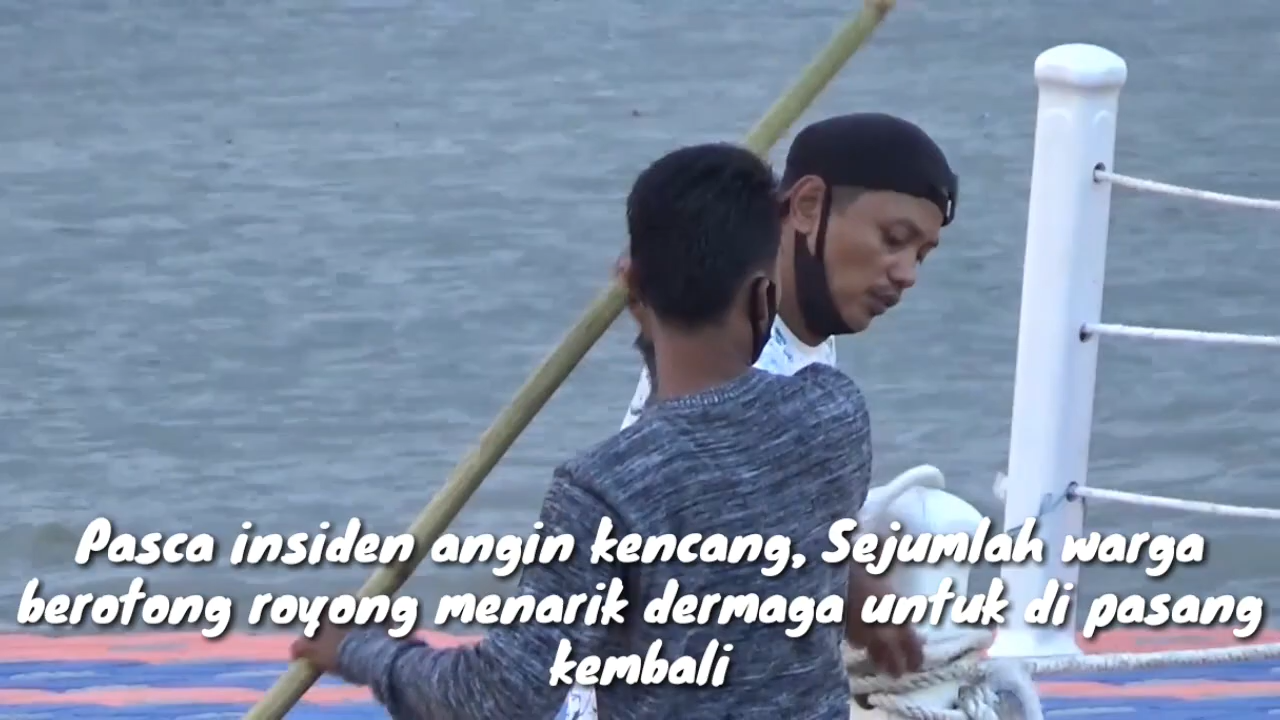 Pasca insiden angin kencang, Sejumlah warga
berotong royong menarik dermaga untuk di pasang
kembali